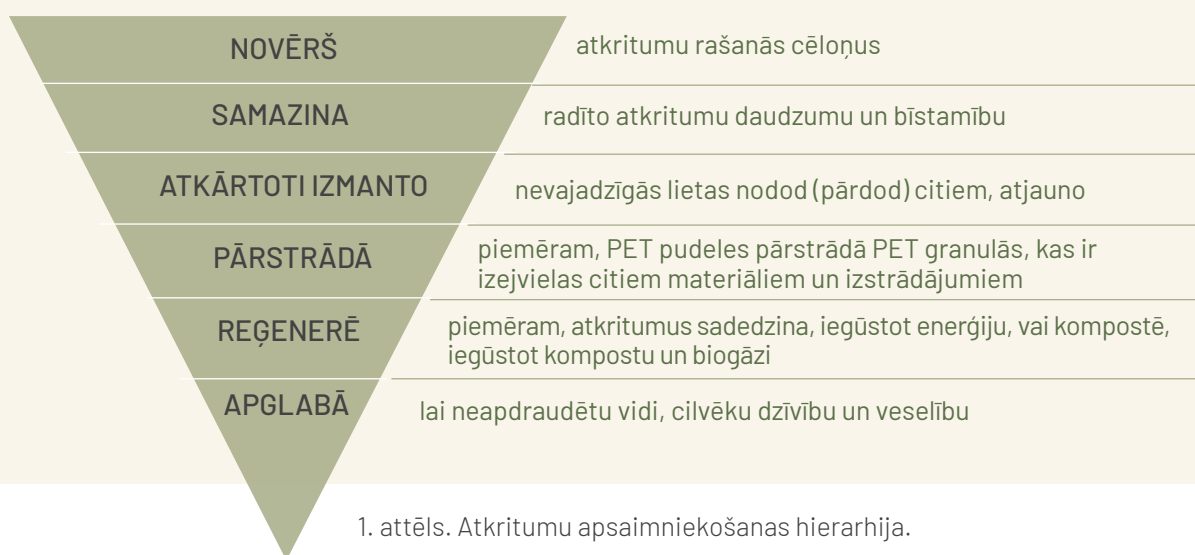 NOVĒRŠ
atkritumu rašanās cēloņus
SAMAZINA
radīto atkritumu daudzumu un bīstamību
ATKĀRTOTI IZMANTO
nevajadzīgās lietas nodod (pārdod) citiem, atjauno
PĀRSTRĀDĀ
piemēram, PET pudeles pārstrādā PET granulās, kas ir
izejvielas citiem materiāliem un izstrādājumiem
REĢENERĒ
piemēram, atkritumus sadedzina, iegūstot enerģiju, vai kompostē,
iegūstot kompostu un biogāzi
APGLABĀ
lai neapdraudētu vidi, cilvēku dzīvību un veselību
1. attēls. Atkritumu apsaimniekošanas hierarhija.